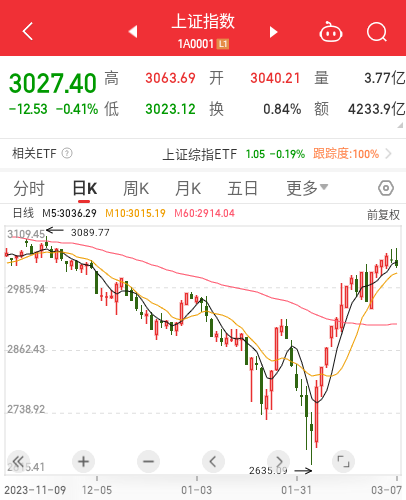 上证指数
1A0001 L1
3027.40 高 3063.69 开 3040.21 量 3.77亿
-12.53 -0.41% 低 3023.12 换 0.84% 额 4233.9亿
相关ETF ? 上证综指ETF 1.05 -0.19% 跟踪度:100%
分时 日K 周K 月K 五日 更多
日线 M5:3036.29 M10:3015.19 M60:2914.04 前复权
3109.45
3089.77
2985.94
2862.43
2738.92
2615.41
2635.09
2023-11-09 12-05 01-03 01-31 03-07